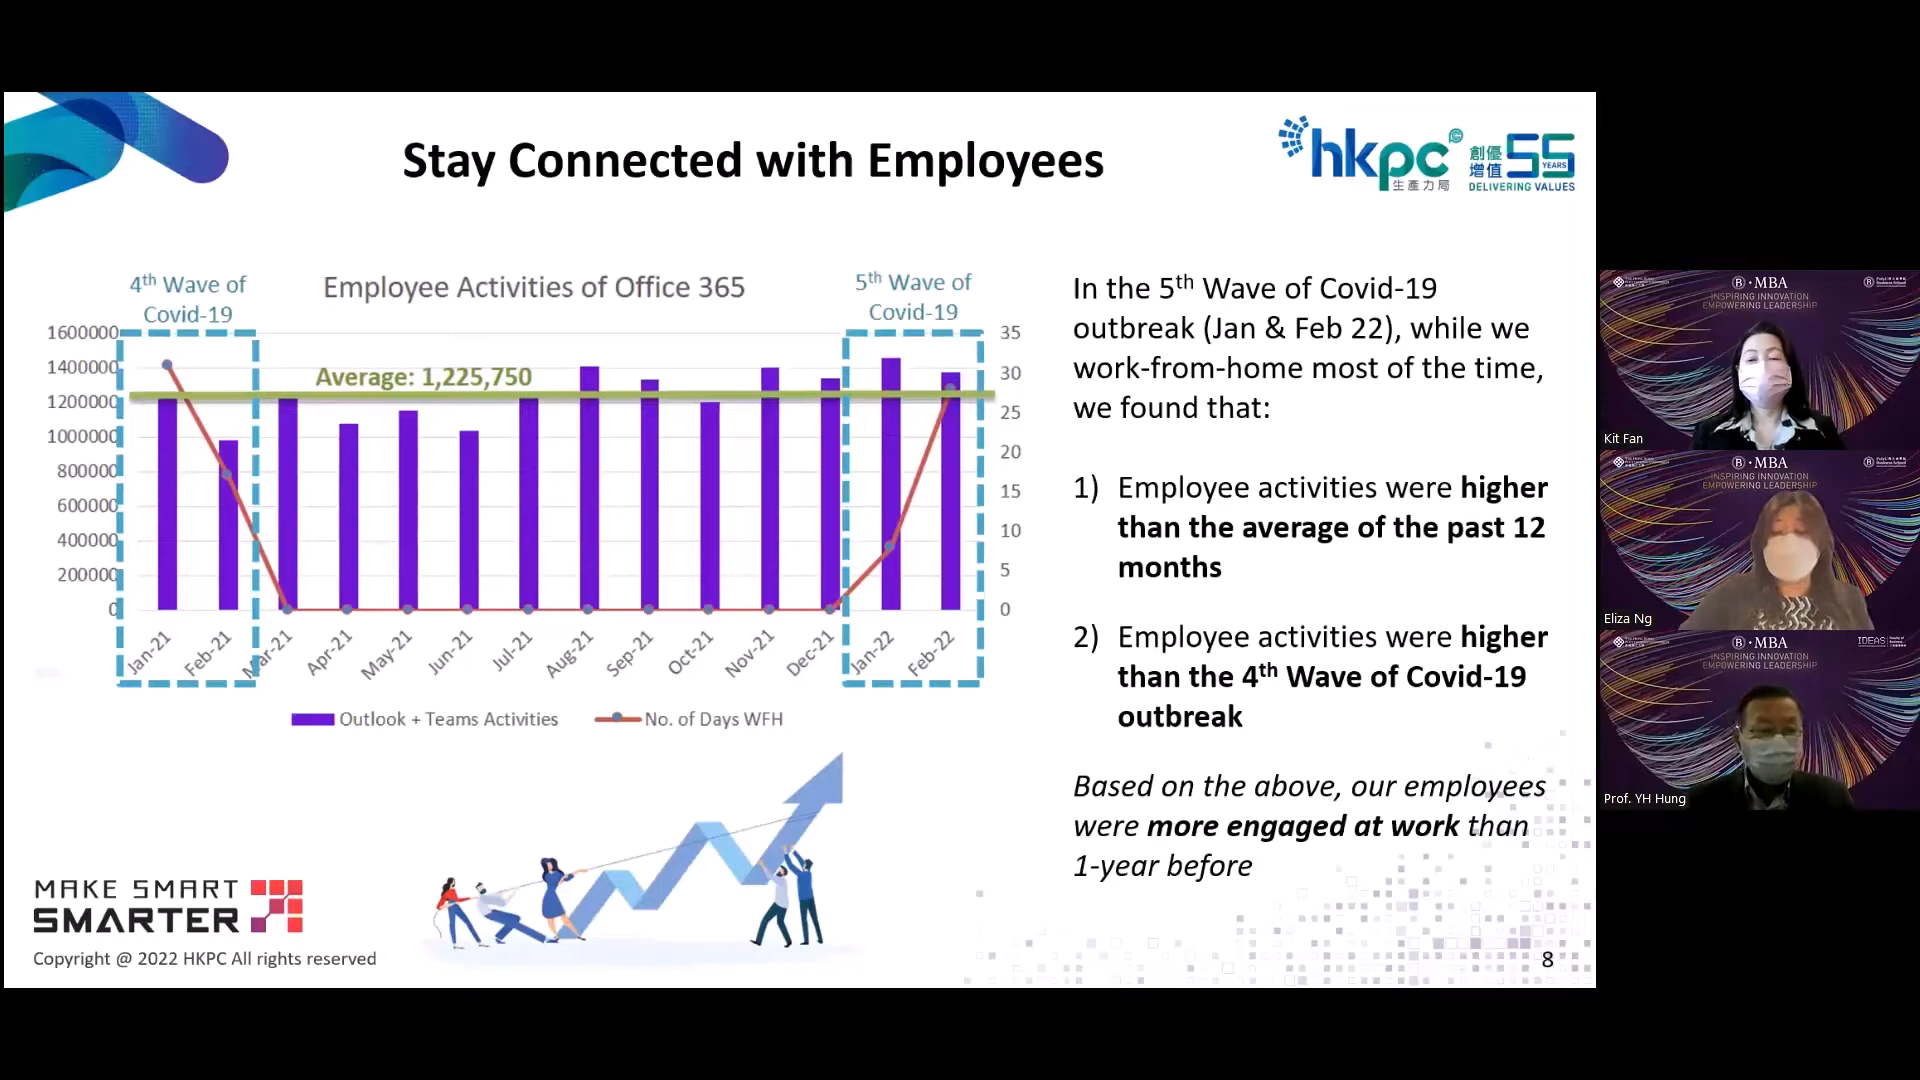 Stay Connected with Employees
hkpc
生產力局
創優
增值
55
YEARS
DELIVERING VALUES
4th Wave of
Covid-19
Employee Activities of Office 365
5th Wave of
Covid-19
1600000
1400000
1200000
1000000
800000
600000
400000
200000
0
Average: 1,225,750
35
30
25
20
15
10
5
0
Jan-21
Feb-21
Mar-21
Apr-21
May-21
Jun-21
Jul-21
Aug-21
Sep-21
Oct-21
Nov-21
Dec-21
Jan-22
Feb-22
Outlook + Teams Activities
No. of Days WFH
In the 5th Wave of Covid-19
outbreak (Jan & Feb 22), while we
work-from-home most of the time,
we found that:
1) Employee activities were higher
than the average of the past 12
months
2) Employee activities were higher
than the 4th Wave of Covid-19
outbreak
Based on the above, our employees
were more engaged at work than
1-year before
MAKE SMART
SMARTER
Copyright @ 2022 HKPC All rights reserved
8
B·MBA
INSPIRING INNOVATION
EMPOWERING LEADERSHIP
Kit Fan
B·MBA
INSPIRING INNOVATION
EMPOWERING LEADERSHIP
Eliza Ng
B·MBA
INSPIRING INNOVATION
EMPOWERING LEADERSHIP
IDEAS
Prof. YH Hung